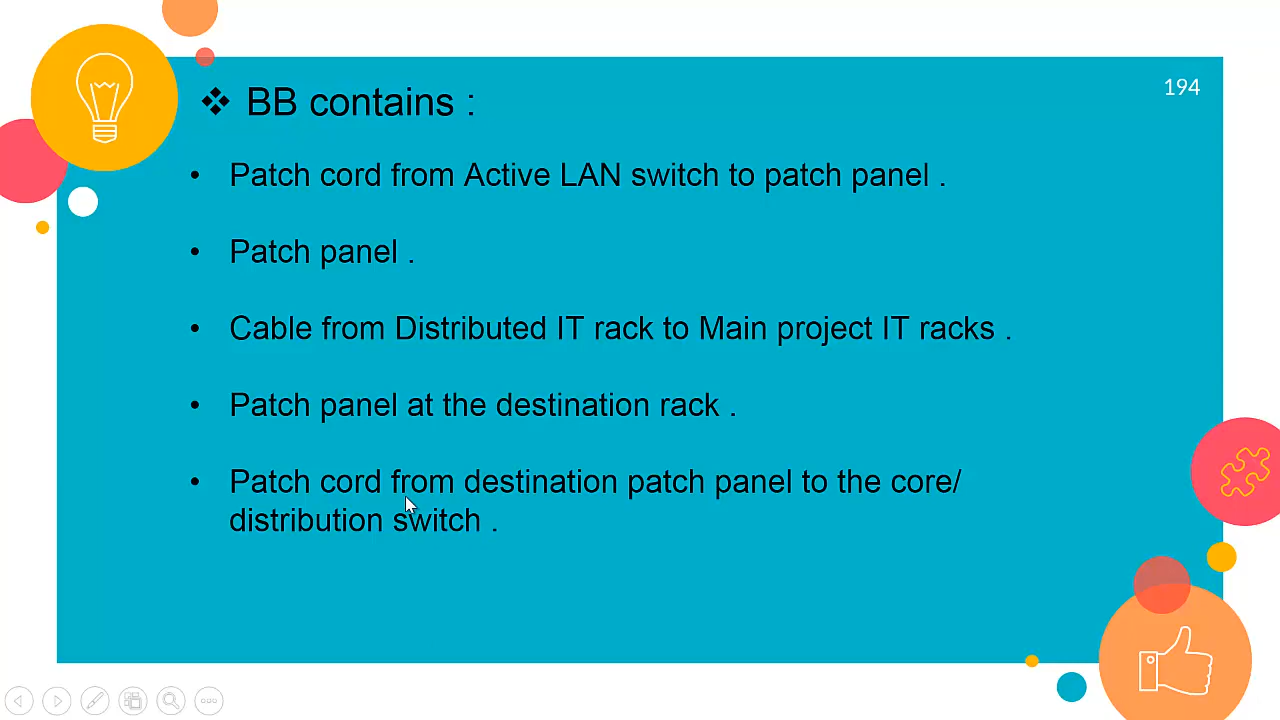 194
❖ BB contains :
• Patch cord from Active LAN switch to patch panel .
• Patch panel .
• Cable from Distributed IT rack to Main project IT racks .
• Patch panel at the destination rack .
• Patch cord from destination patch panel to the core/
distribution switch .